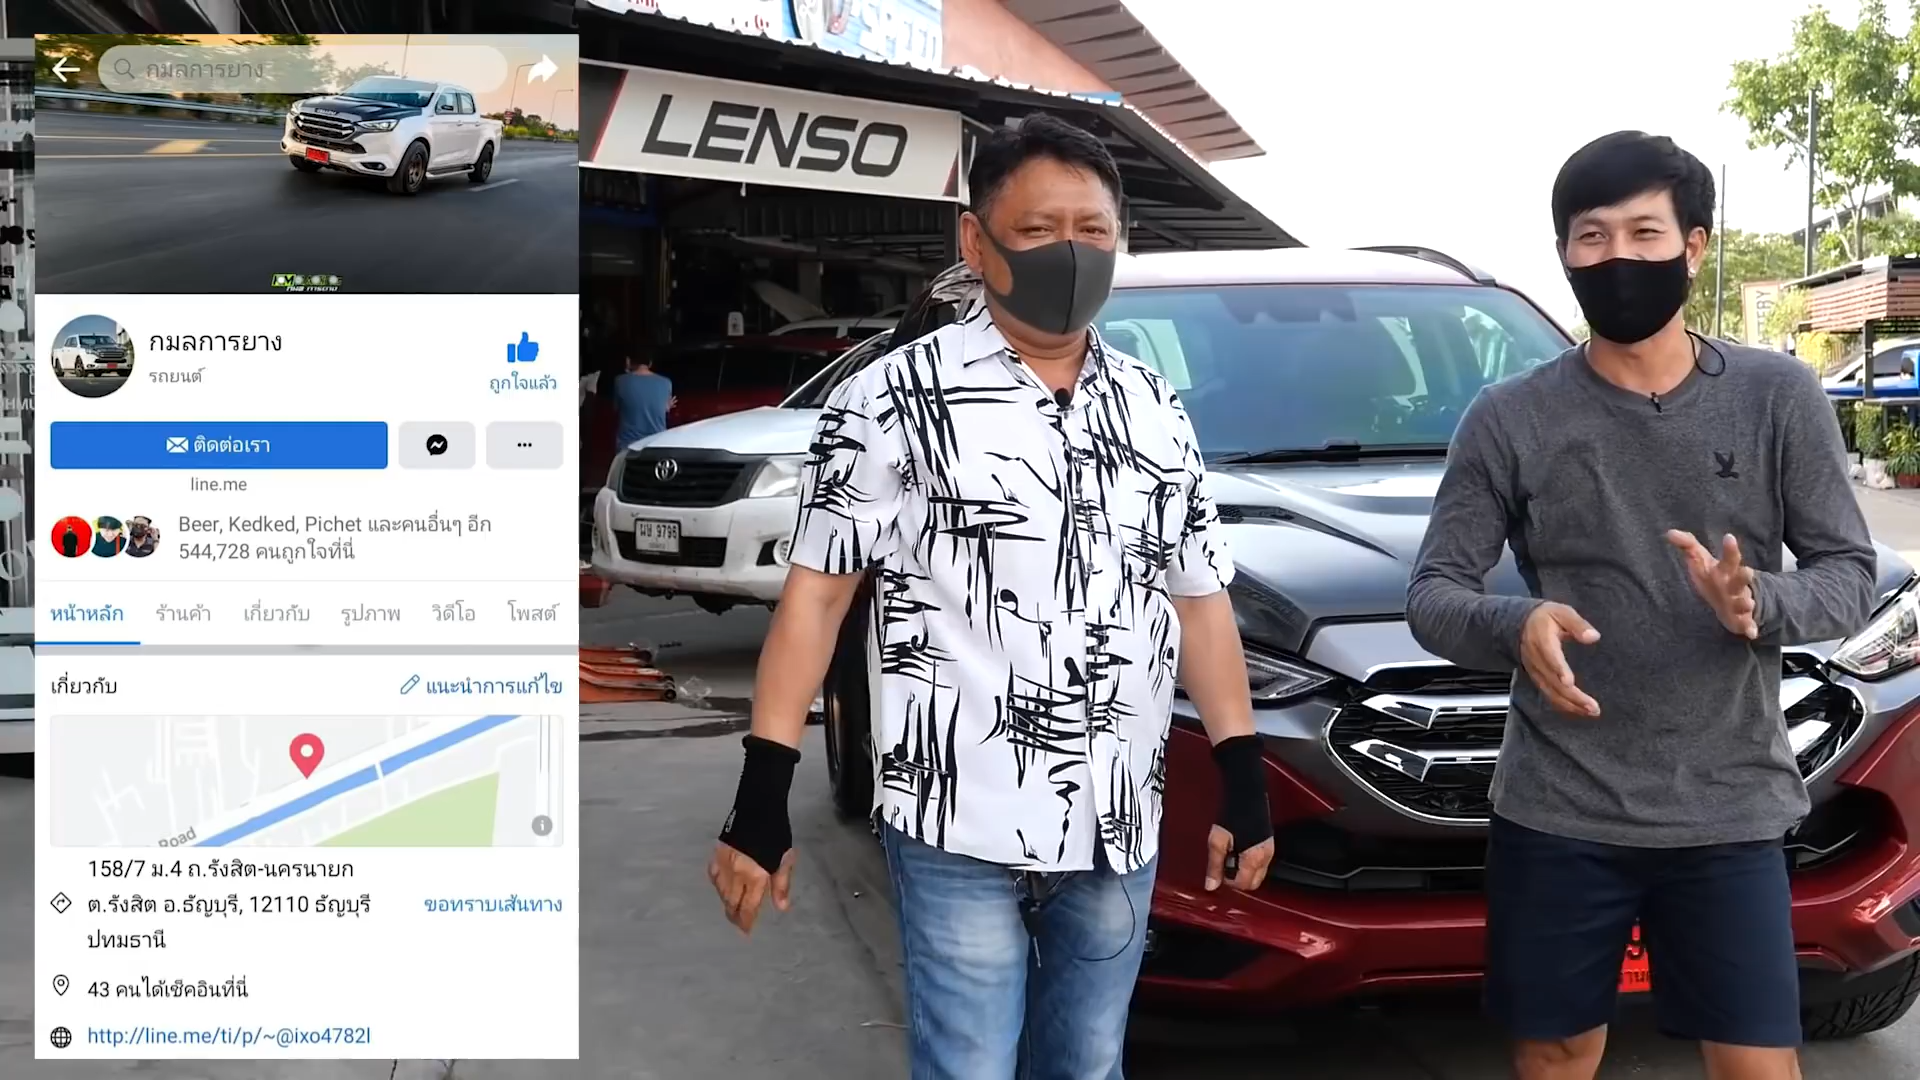 กมลการยาง
กมลการยาง
รถยนต์
ถูกใจแล้ว
ติดต่อเรา
line.me
Beer, Kedked, Pichet และคนอื่นๆ อีก
544,728 คนถูกใจที่นี่
หน้าหลัก ร้านค้า เกี่ยวกับ รูปภาพ วิดีโอ โพสต์
เกี่ยวกับ แนะนำการแก้ไข
Road
158/7 ม.4 ถ.รังสิต-นครนายก
ต.รังสิต อ.ธัญบุรี, 12110 ธัญบุรี
ปทุมธานี
ขอทราบเส้นทาง
43 คนได้เช็คอินที่นี่
http://line.me/ti/p/~@ixo4782l
SPEED
LENSO
9795